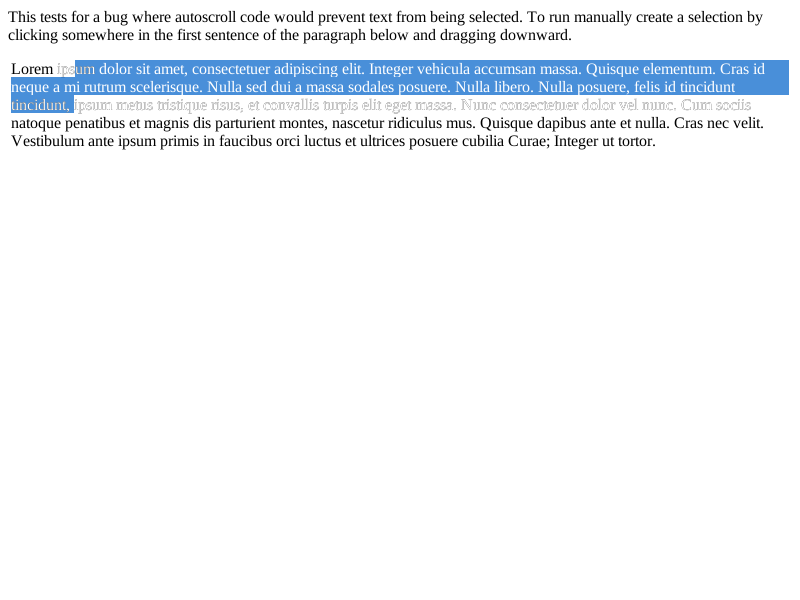 This tests for a bug where autoscroll code would prevent text from being selected. To run manually create a selection by
clicking somewhere in the first sentence of the paragraph below and dragging downward.
Lorem ipsum dolor sit amet, consectetuer adipiscing elit. Integer vehicula accumsan massa. Quisque elementum. Cras id
neque a mi rutrum scelerisque. Nulla sed dui a massa sodales posuere. Nulla libero. Nulla posuere, felis id tincidunt
tincidunt, ipsum metus tristique risus, et convallis turpis elit eget massa. Nunc consectetuer dolor vel nunc. Cum sociis
natoque penatibus et magnis dis parturient montes, nascetur ridiculus mus. Quisque dapibus ante et nulla. Cras nec velit.
Vestibulum ante ipsum primis in faucibus orci luctus et ultrices posuere cubilia Curae; Integer ut tortor.